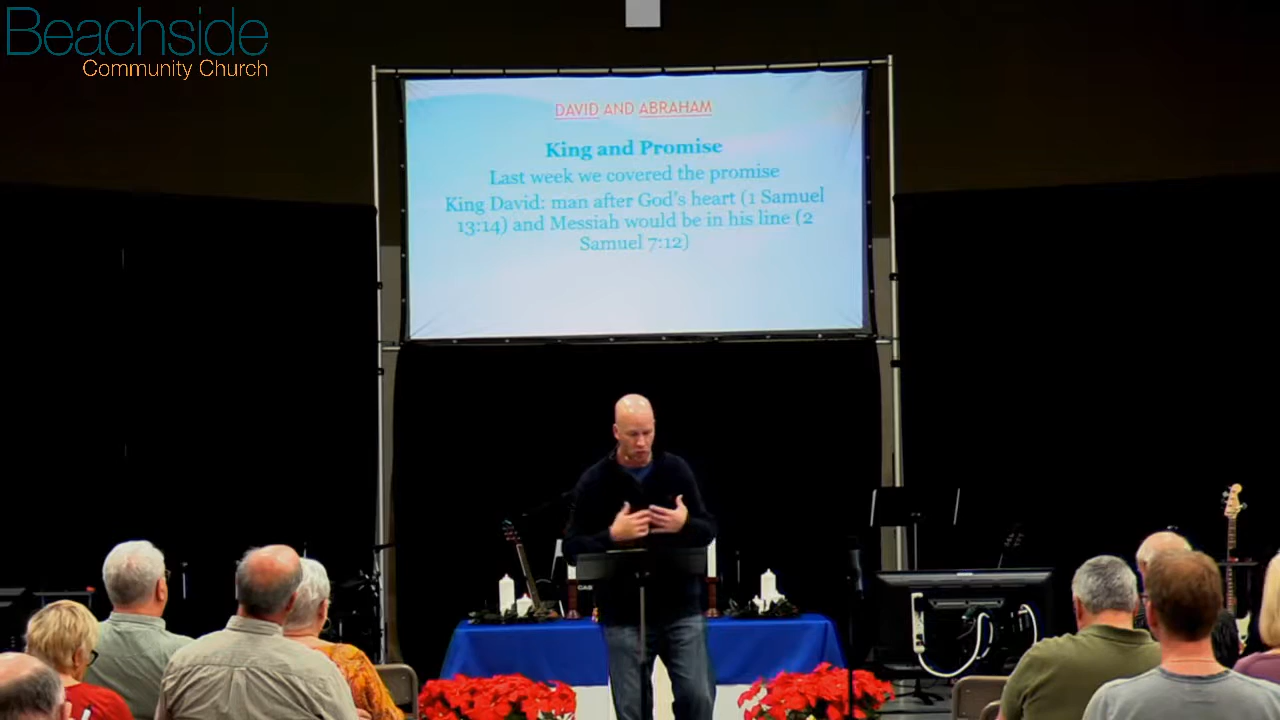 Beachside
Community Church
DAVID AND ABRAHAM
King and Promise
Last week we covered the promise
King David: man after God's heart (1 Samuel
13:14) and Messiah would be in his line (2
Samuel 7:12)